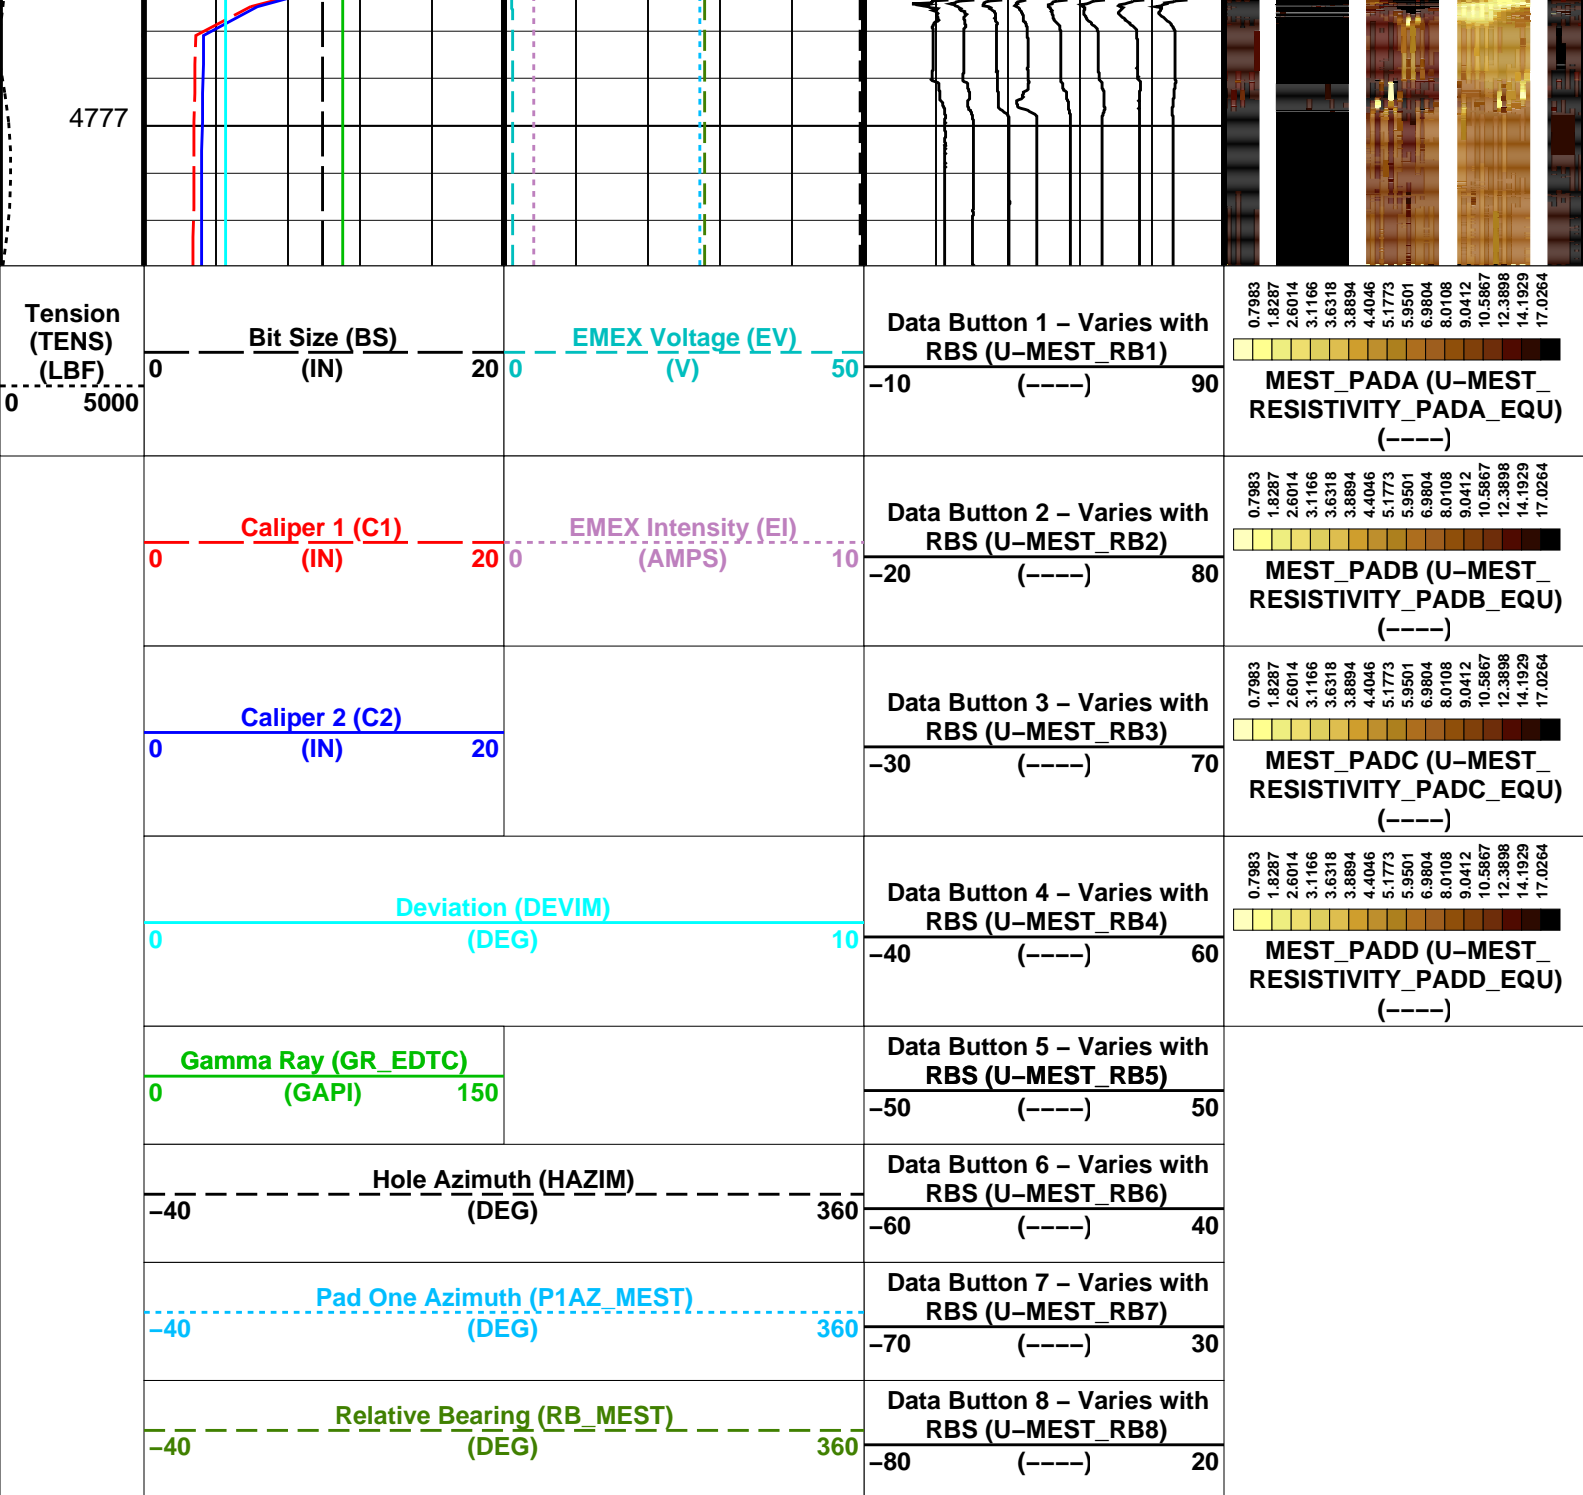 4777
Tension
(TENS)
(LBF)
0 5000
Bit Size (BS)
0 (IN) 20
EMEX Voltage (EV)
0 (V) 50
Data Button 1 – Varies with
RBS (U–MEST_RB1)
–10 (––––) 90
0.7983
1.8287
2.6014
3.1166
3.6318
3.8894
4.4046
5.1773
5.9501
6.9804
8.0108
9.0412
10.5867
12.3898
14.1929
17.0264
MEST_PADA (U–MEST_
RESISTIVITY_PADA_EQU)
(––––)
Caliper 1 (C1)
0 (IN) 20
EMEX Intensity (EI)
0 (AMPS) 10
Data Button 2 – Varies with
RBS (U–MEST_RB2)
–20 (––––) 80
0.7983
1.8287
2.6014
3.1166
3.6318
3.8894
4.4046
5.1773
5.9501
6.9804
8.0108
9.0412
10.5867
12.3898
14.1929
17.0264
MEST_PADB (U–MEST_
RESISTIVITY_PADB_EQU)
(––––)
Caliper 2 (C2)
0 (IN) 20
Data Button 3 – Varies with
RBS (U–MEST_RB3)
–30 (––––) 70
0.7983
1.8287
2.6014
3.1166
3.6318
3.8894
4.4046
5.1773
5.9501
6.9804
8.0108
9.0412
10.5867
12.3898
14.1929
17.0264
MEST_PADC (U–MEST_
RESISTIVITY_PADC_EQU)
(––––)
Deviation (DEVIM)
0 (DEG) 10
Data Button 4 – Varies with
RBS (U–MEST_RB4)
–40 (––––) 60
0.7983
1.8287
2.6014
3.1166
3.6318
3.8894
4.4046
5.1773
5.9501
6.9804
8.0108
9.0412
10.5867
12.3898
14.1929
17.0264
MEST_PADD (U–MEST_
RESISTIVITY_PADD_EQU)
(––––)
Gamma Ray (GR_EDTC)
0 (GAPI) 150
Data Button 5 – Varies with
RBS (U–MEST_RB5)
–50 (––––) 50
Hole Azimuth (HAZIM)
–40 (DEG) 360
Data Button 6 – Varies with
RBS (U–MEST_RB6)
–60 (––––) 40
Pad One Azimuth (P1AZ_MEST)
–40 (DEG) 360
Data Button 7 – Varies with
RBS (U–MEST_RB7)
–70 (––––) 30
Relative Bearing (RB_MEST)
–40 (DEG) 360
Data Button 8 – Varies with
RBS (U–MEST_RB8)
–80 (––––) 20